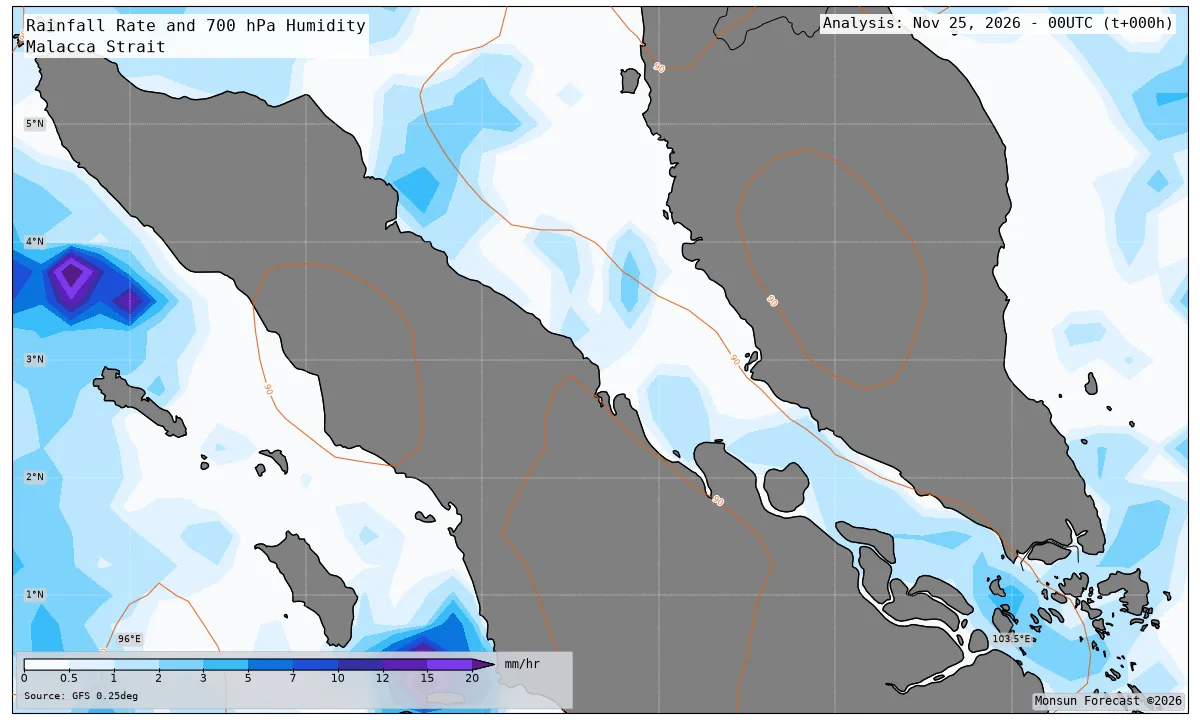 Rainfall Rate and 700 hPa Humidity
Malacca Strait
Analysis: Nov 25, 2026 - 00UTC (t+000h)
90
5°N
4°N
90
90
3°N
90
2°N
90
1°N
96°E
103.5°E
mm/hr
0 0.5 1 2 3 5 7 10 12 15 20
Source: GFS 0.25deg
Monsun Forecast ©2026